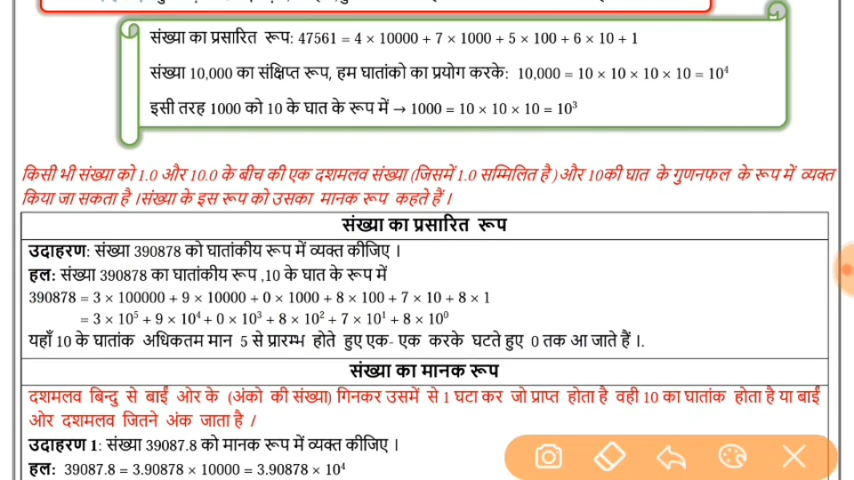 संख्या का प्रसारित रूप: 47561 = 4 × 10000 + 7 × 1000 + 5 × 100 + 6 × 10 + 1
संख्या 10,000 का संक्षिप्त रूप, हम घातांको का प्रयोग करके: 10,000 = 10 × 10 × 10 × 10 = 10⁴
इसी तरह 1000 को 10 के घात के रूप में → 1000 = 10 × 10 × 10 = 10³
किसी भी संख्या को 1.0 और 10.0 के बीच की एक दशमलव संख्या (जिसमें 1.0 सम्मिलित है ) और 10की घात के गुणनफल के रूप में व्यक्त
किया जा सकता है ।संख्या के इस रूप को उसका मानक रूप कहते हैं ।
संख्या का प्रसारित रूप
उदाहरण: संख्या 390878 को घातांकीय रूप में व्यक्त कीजिए ।
हल: संख्या 390878 का घातांकीय रूप ,10 के घात के रूप में
390878 = 3 × 100000 + 9 × 10000 + 0 × 1000 + 8 × 100 + 7 × 10 + 8 × 1
= 3 × 10⁵ + 9 × 10⁴ + 0 × 10³ + 8 × 10² + 7 × 10¹ + 8 × 10⁰
यहाँ 10 के घातांक अधिकतम मान 5 से प्रारम्भ होते हुए एक- एक करके घटते हुए 0 तक आ जाते हैं ।.
संख्या का मानक रूप
दशमलव बिन्दु से बाईं ओर के (अंको की संख्या) गिनकर उसमें से 1 घटा कर जो प्राप्त होता है वही 10 का घातांक होता है या बाईं
ओर दशमलव जितने अंक जाता है ।
उदाहरण 1: संख्या 39087.8 को मानक रूप में व्यक्त कीजिए ।
हल: 39087.8 = 3.90878 × 10000 = 3.90878 × 10⁴